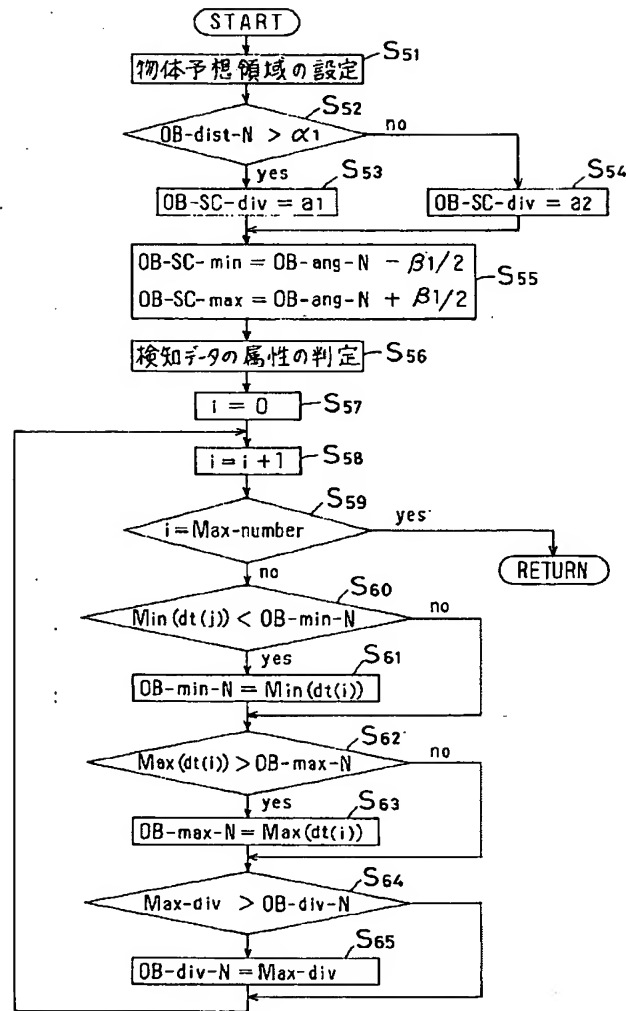 START
物体予想領域の設定 S51
S52
OB-dist-N > α1
no
yes
S53
S54
OB-SC-div = a1
OB-SC-div = a2
OB-SC-min = OB-ang-N - β1/2
OB-SC-max = OB-ang-N + β1/2
S55
検知データの属性の判定 S56
i = 0 S57
i = i + 1 S58
S59
i = Max-number
yes
no
RETURN
S60
Min(dt(j) < OB-min-N
no
yes
S61
OB-min-N = Min(dt(i))
S62
Max(dt(i)) > OB-max-N
no
yes
S63
OB-max-N = Max(dt(i))
S64
Max-div > OB-div-N
S65
OB-div-N = Max-div